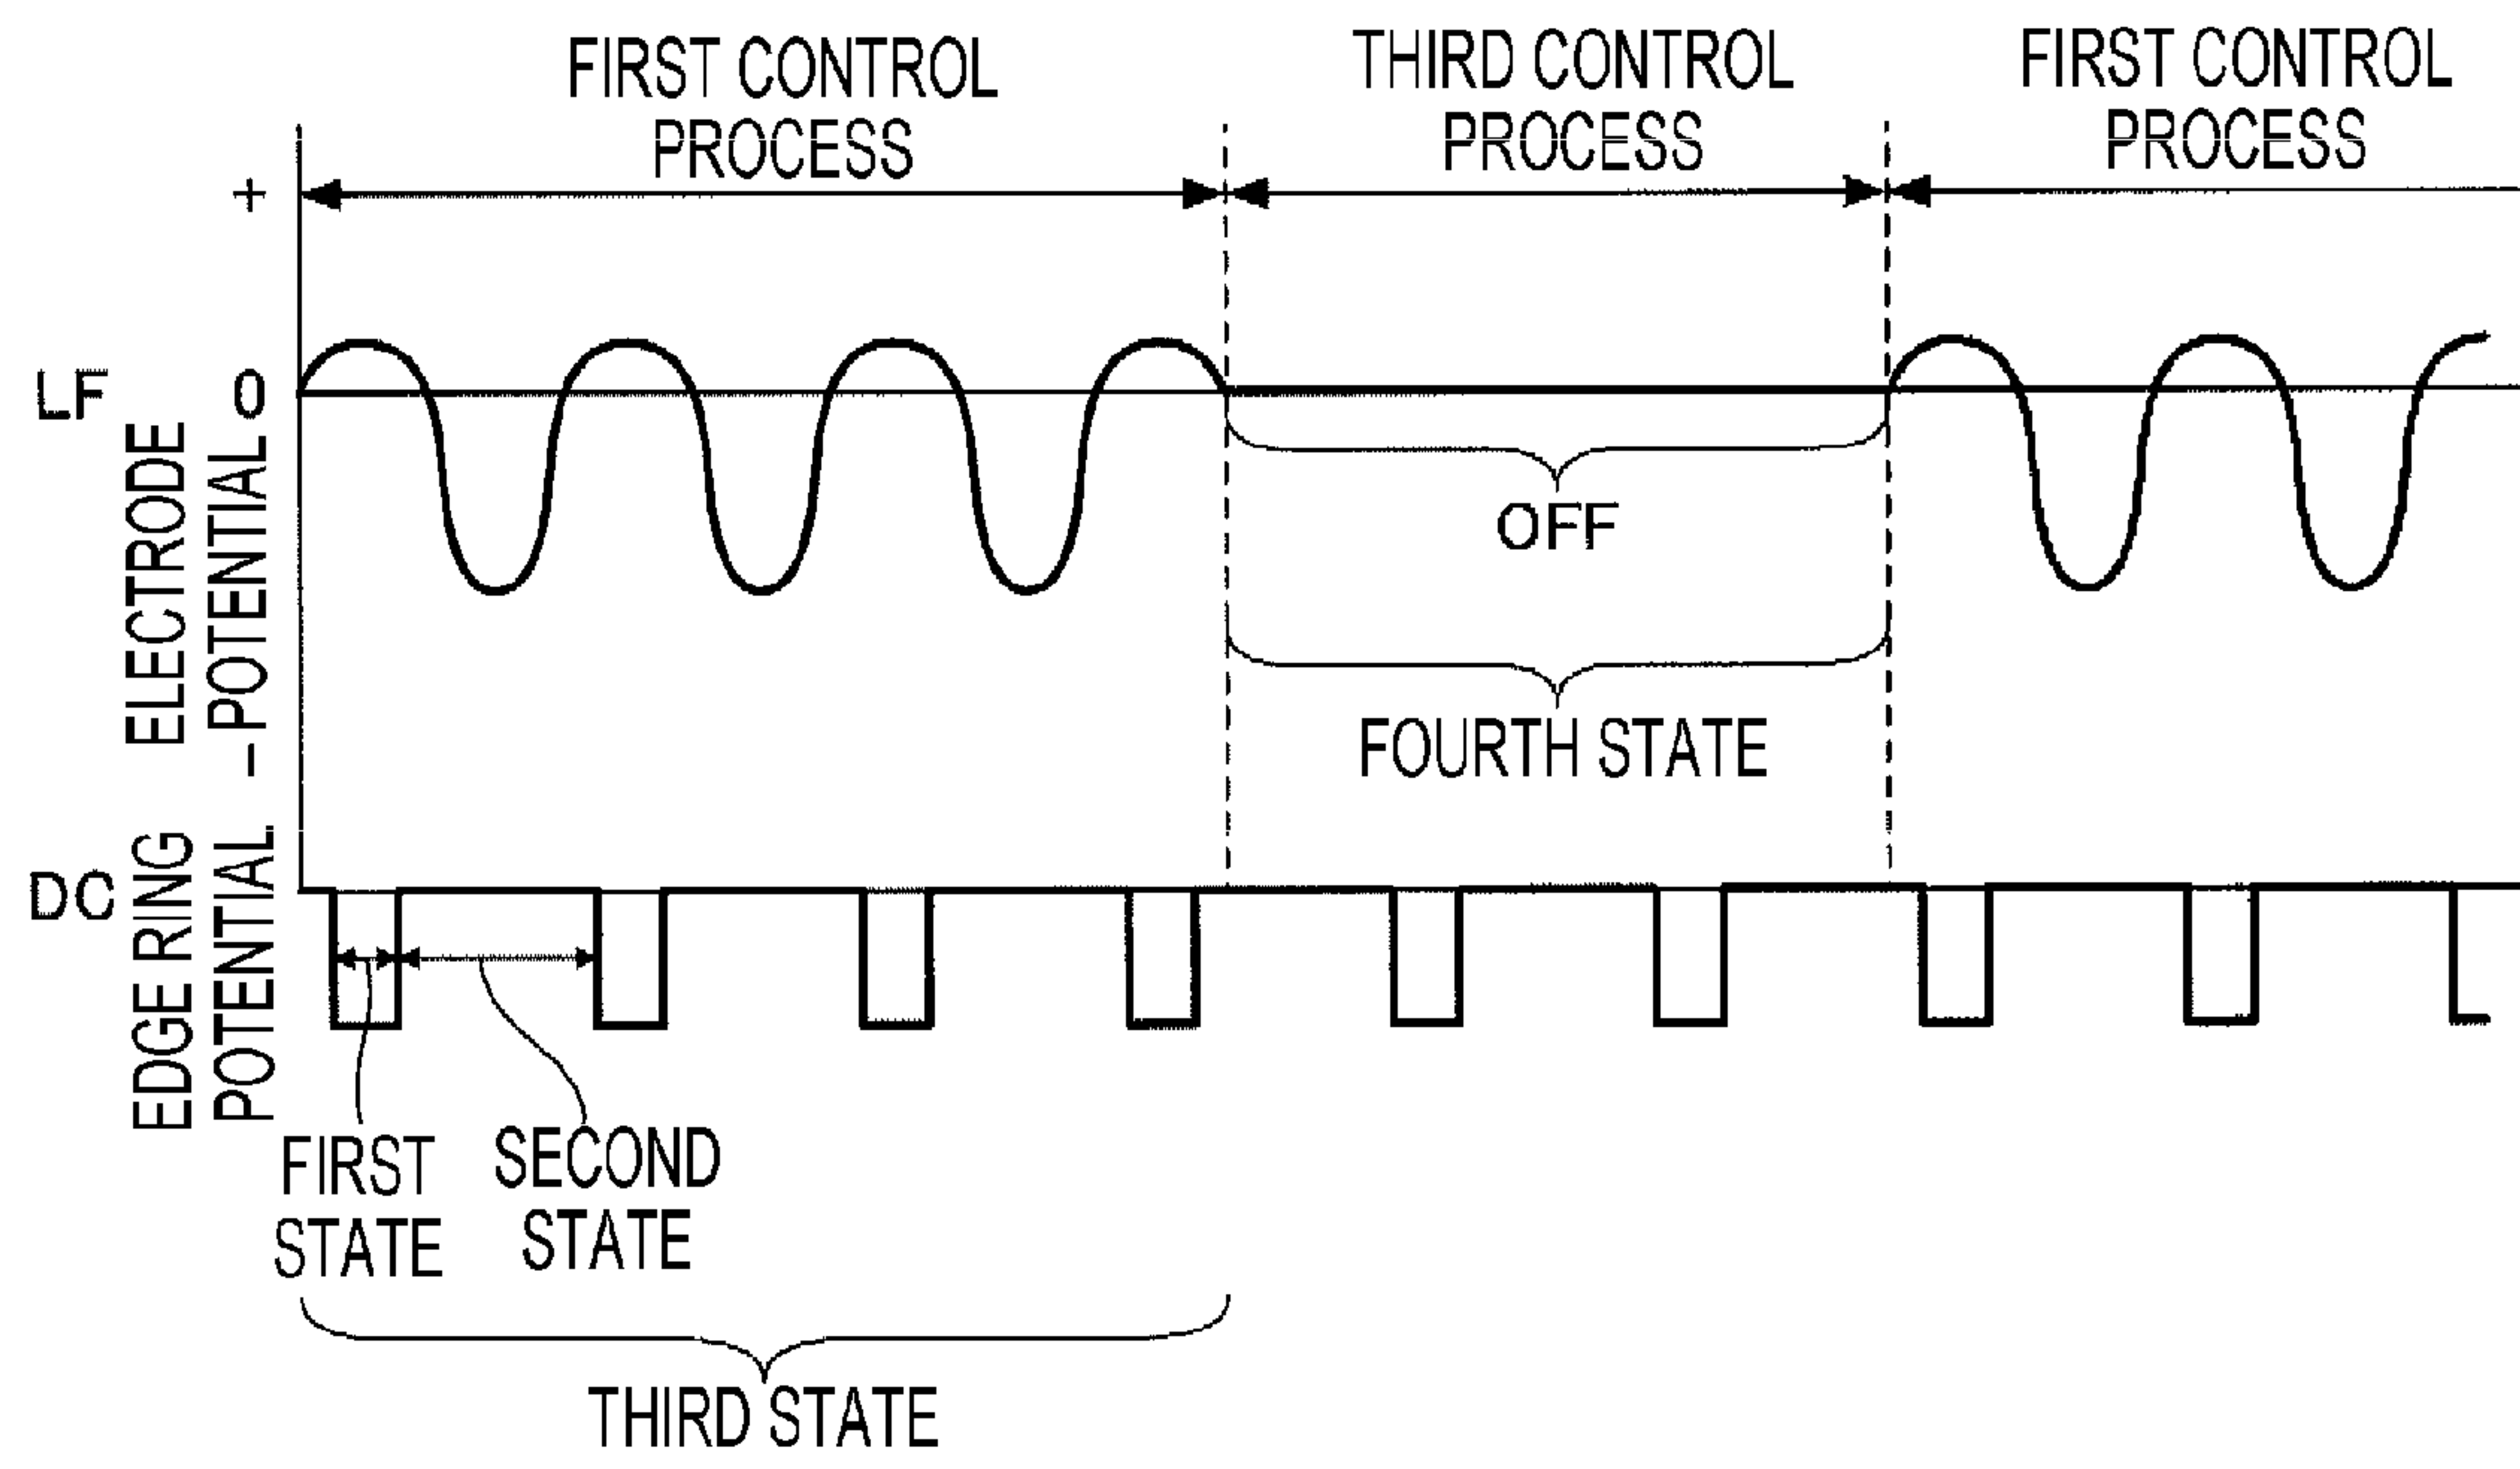 FIRST CONTROL
PROCESS
THIRD CONTROL
PROCESS
FIRST CONTROL
PROCESS
+
LF
0
ELECTRODE
POTENTIAL
–
OFF
FOURTH STATE
DC
EDGE RING
POTENTIAL
FIRST
STATE
SECOND
STATE
THIRD STATE